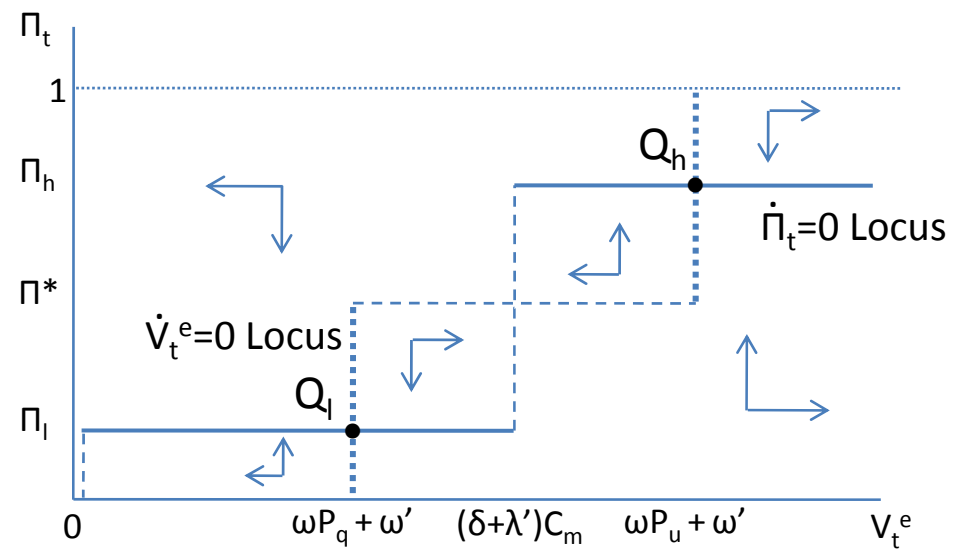 Π_t
1
Q_h
Π_h
Π̇_t=0 Locus
Π*
V̇_t^e=0 Locus
Q_l
Π_l
0 ωP_q + ω’ (δ+λ’)C_m ωP_u + ω’ V_t^e